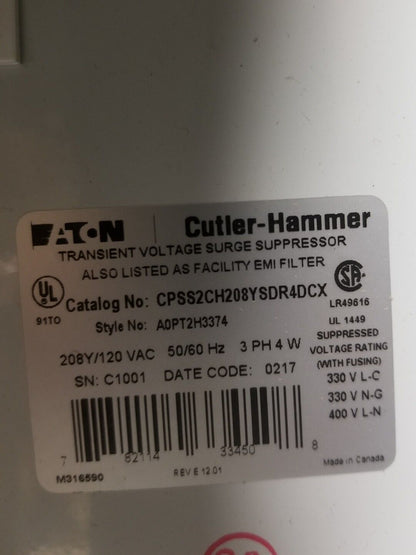 EATON | Cutler-Hammer
TRANSIENT VOLTAGE SURGE SUPPRESSOR
ALSO LISTED AS FACILITY EMI FILTER
UL
91TO
Catalog No: CPSS2CH208YSDR4DCX
Style No: A0PT2H3374
SA
LR49616
208Y/120 VAC 50/60 Hz 3 PH 4 W
SN: C1001 DATE CODE: 0217
UL 1449
SUPPRESSED
VOLTAGE RATING
(WITH FUSING)
330 V L-C
330 V N-G
400 V L-N
7 82114 33450 8
M316590
REV E 12.01
Made in Canada